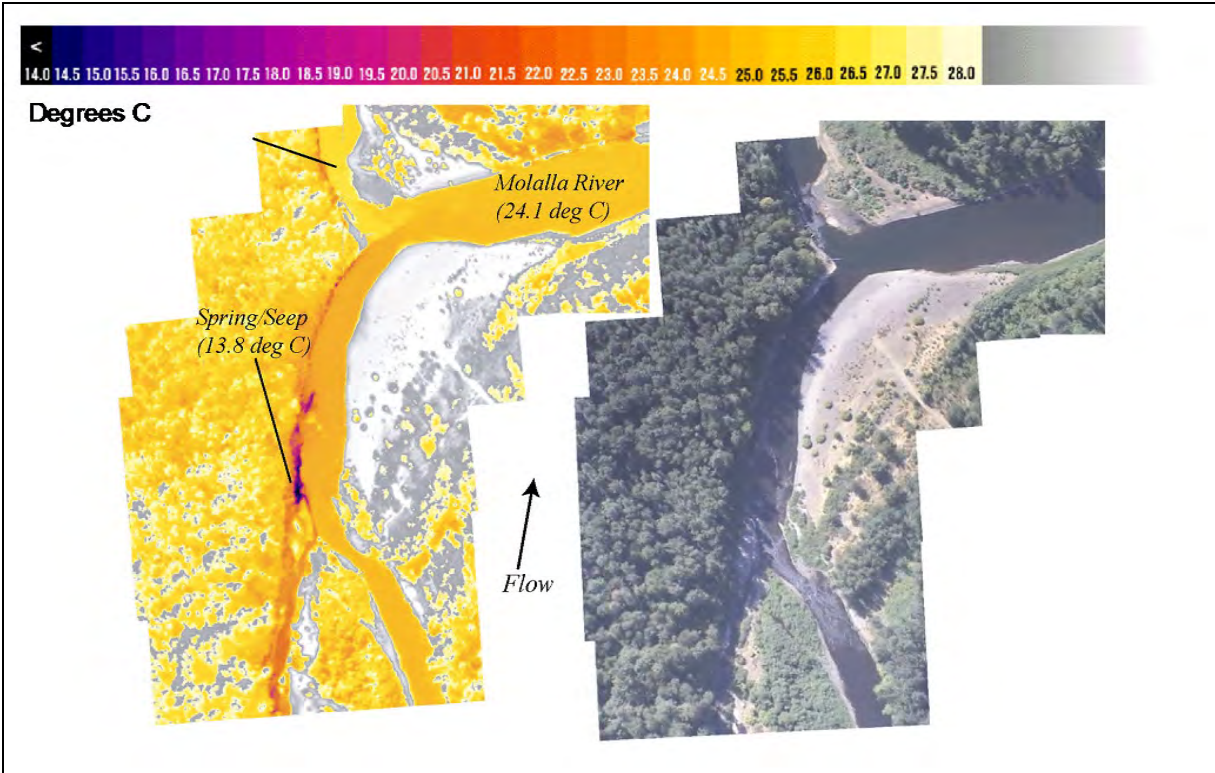 <
14.0 14.5 15.0 15.5 16.0 16.5 17.0 17.5 18.0 18.5 19.0 19.5 20.0 20.5 21.0 21.5 22.0 22.5 23.0 23.5 24.0 24.5 25.0 25.5 26.0 26.5 27.0 27.5 28.0
Degrees C
Molalla River
(24.1 deg C)
Spring/Seep
(13.8 deg C)
Flow